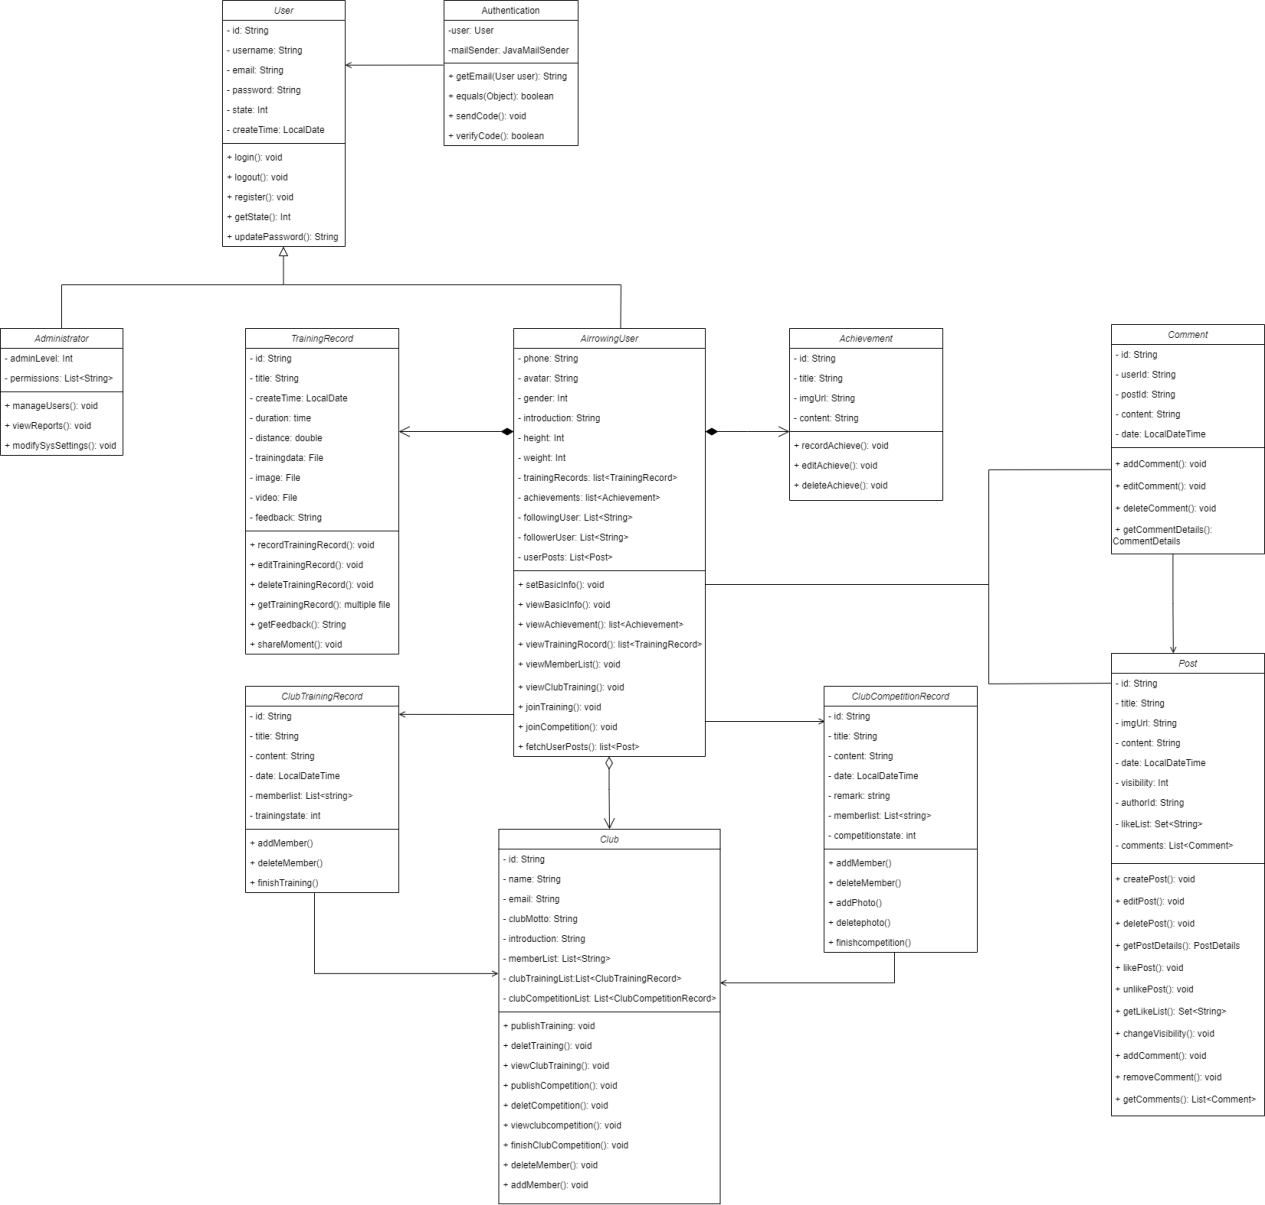 User
- id: String
- username: String
- email: String
- password: String
- state: Int
- createTime: LocalDate
+ login(): void
+ logout(): void
+ register(): void
+ getState(): Int
+ updatePassword(): String
Authentication
-user: User
-mailSender: JavaMailSender
+ getEmail(User user): String
+ equals(Object): boolean
+ sendCode(): void
+ verifyCode(): boolean
Administrator
- adminLevel: Int
- permissions: List<String>
+ manageUsers(): void
+ viewReports(): void
+ modifySysSettings(): void
TrainingRecord
- id: String
- title: String
- createTime: LocalDate
- duration: time
- distance: double
- trainingdata: File
- image: File
- video: File
- feedback: String
+ recordTrainingRecord(): void
+ editTrainingRecord(): void
+ deleteTrainingRecord(): void
+ getTrainingRecord(): multiple file
+ getFeedback(): String
+ shareMoment(): void
AirrowingUser
- phone: String
- avatar: String
- gender: Int
- introduction: String
- height: Int
- weight: Int
- trainingRecords: list<TrainingRecord>
- achievements: list<Achievement>
- followingUser: List<String>
- followerUser: List<String>
- userPosts: List<Post>
+ setBasicInfo(): void
+ viewBasicInfo(): void
+ viewAchievement(): list<Achievement>
+ viewTrainingRocord(): list<TrainingRecord>
+ viewMemberList(): void
+ viewClubTraining(): void
+ joinTraining(): void
+ joinCompetition(): void
+ fetchUserPosts(): list<Post>
Achievement
- id: String
- title: String
- imgUrl: String
- content: String
+ recordAchieve(): void
+ editAchieve(): void
+ deleteAchieve(): void
Comment
- id: String
- userId: String
- postId: String
- content: String
- date: LocalDateTime
+ addComment(): void
+ editComment(): void
+ deleteComment(): void
+ getCommentDetails():
CommentDetails
ClubTrainingRecord
- id: String
- title: String
- content: String
- date: LocalDateTime
- memberlist: List<string>
- trainingstate: int
+ addMember()
+ deleteMember()
+ finishTraining()
ClubCompetitionRecord
- id: String
- title: String
- content: String
- date: LocalDateTime
- remark: string
- memberlist: List<string>
- competitionstate: int
+ addMember()
+ deleteMember()
+ addPhoto()
+ deletephoto()
+ finishcompetition()
Post
- id: String
- title: String
- imgUrl: String
- content: String
- date: LocalDateTime
- visibility: Int
- authorId: String
- likeList: Set<String>
- comments: List<Comment>
+ createPost(): void
+ editPost(): void
+ deletePost(): void
+ getPostDetails(): PostDetails
+ likePost(): void
+ unlikePost(): void
+ getLikeList(): Set<String>
+ changeVisibility(): void
+ addComment(): void
+ removeComment(): void
+ getComments(): List<Comment>
Club
- id: String
- name: String
- email: String
- clubMotto: String
- introduction: String
- memberList: List<String>
- clubTrainingList:List<ClubTrainingRecord>
- clubCompetitionList: List<ClubCompetitionRecord>
+ publishTraining: void
+ deletTraining(): void
+ viewClubTraining(): void
+ publishCompetition(): void
+ deletCompetition(): void
+ viewclubcompetition(): void
+ finishClubCompetition(): void
+ deleteMember(): void
+ addMember(): void